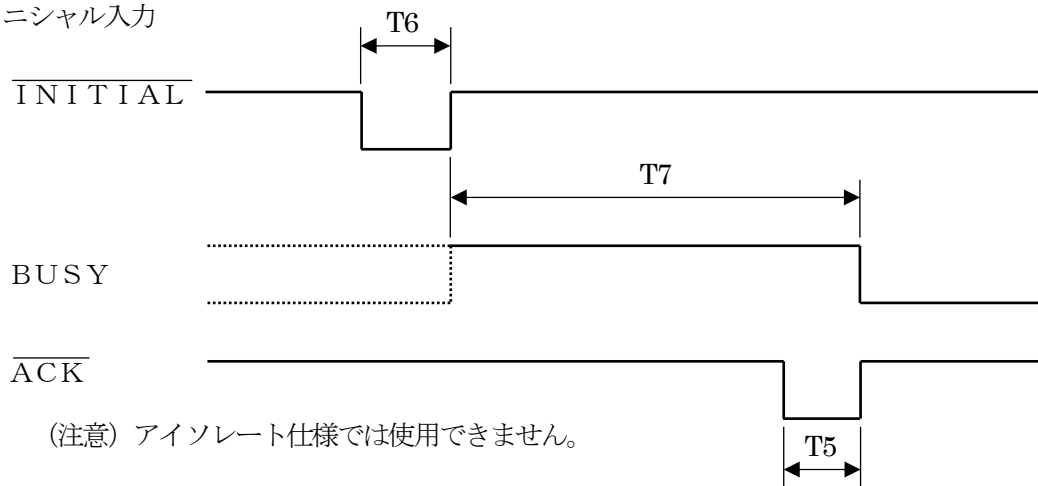 ニシャル入力
T6
ＩＮＩＴＩＡＬ
T7
ＢＵＳＹ
ＡＣＫ
（注意）アイソレート仕様では使用できません。
T5